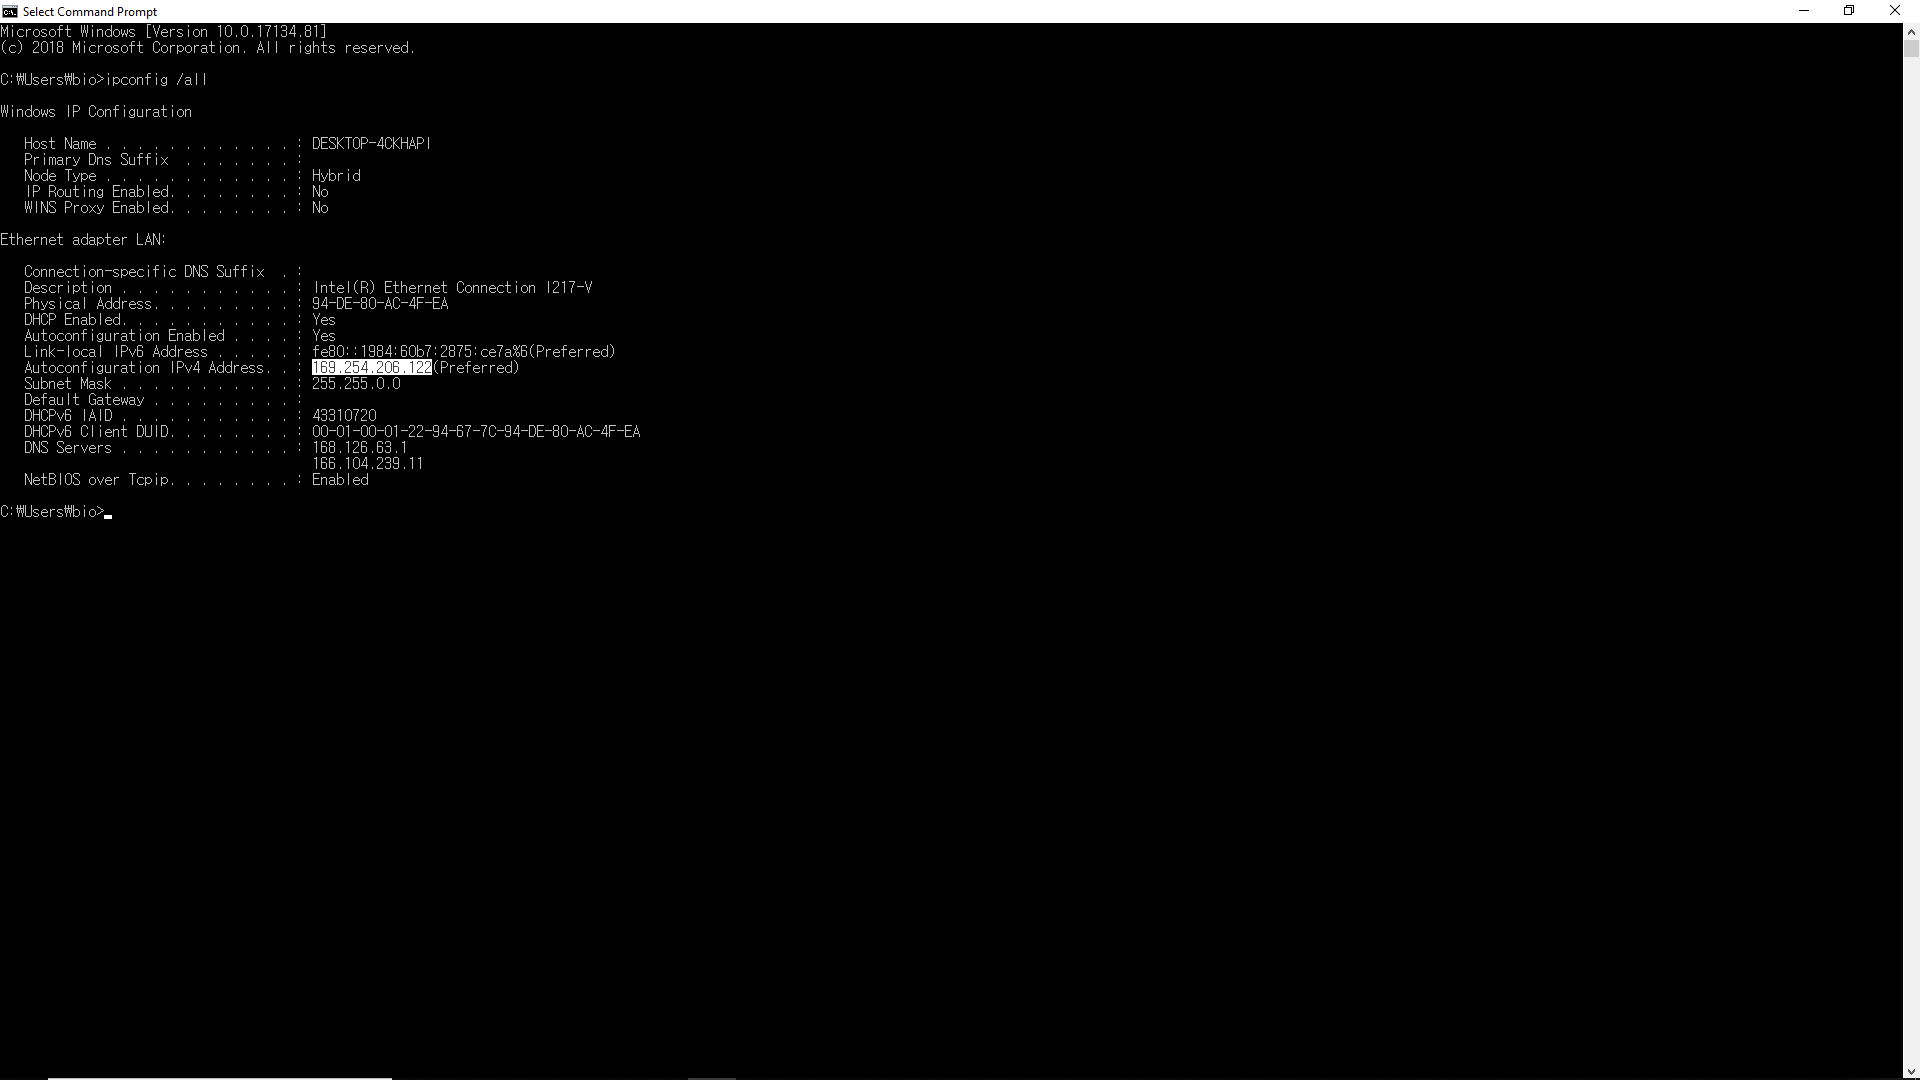 Select Command Prompt
Microsoft Windows [Version 10.0.17134.81]
(c) 2018 Microsoft Corporation. All rights reserved.
C:₩Users₩bio>ipconfig /all
Windows IP Configuration
Host Name . . . . . . . . . . . . : DESKTOP-4CKHAPI
Primary Dns Suffix  . . . . . . . :
Node Type . . . . . . . . . . . . : Hybrid
IP Routing Enabled. . . . . . . . : No
WINS Proxy Enabled. . . . . . . . : No
Ethernet adapter LAN:
Connection-specific DNS Suffix  . :
Description . . . . . . . . . . . : Intel(R) Ethernet Connection I217-V
Physical Address. . . . . . . . . : 94-DE-80-AC-4F-EA
DHCP Enabled. . . . . . . . . . . : Yes
Autoconfiguration Enabled . . . . : Yes
Link-local IPv6 Address . . . . . : fe80::1984:60b7:2875:ce7a%6(Preferred)
Autoconfiguration IPv4 Address. . : 169.254.206.122(Preferred)
Subnet Mask . . . . . . . . . . . : 255.255.0.0
Default Gateway . . . . . . . . . :
DHCPv6 IAID . . . . . . . . . . . : 43310720
DHCPv6 Client DUID. . . . . . . . : 00-01-00-01-22-94-67-7C-94-DE-80-AC-4F-EA
DNS Servers . . . . . . . . . . . : 168.126.63.1
166.104.239.11
NetBIOS over Tcpip. . . . . . . . : Enabled
C:₩Users₩bio>